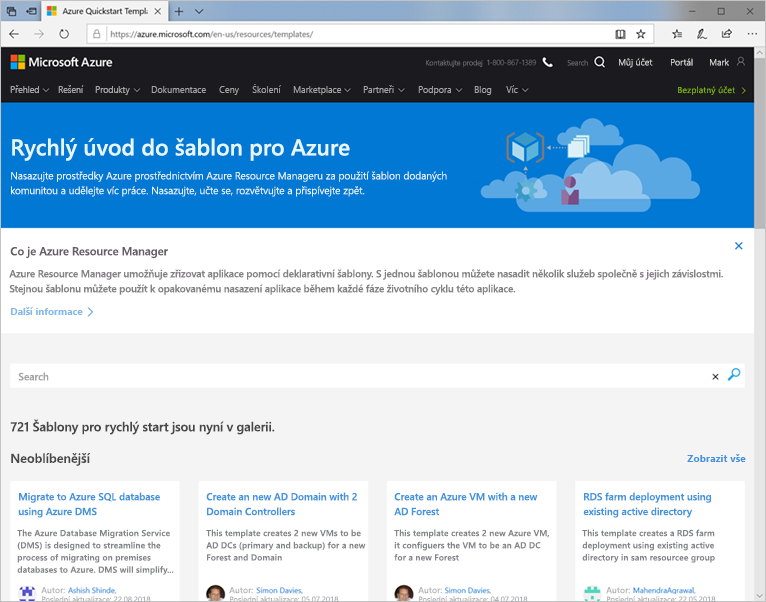 Azure Quickstart Templa
https://azure.microsoft.com/en-us/resources/templates/
Microsoft Azure
Kontaktujte prodej 1-800-867-1389
Search
Můj účet
Portál
Mark
Přehled
Řešení
Produkty
Dokumentace
Ceny
Školení
Marketplace
Partneři
Podpora
Blog
Víc
Bezplatný účet
Rychlý úvod do šablon pro Azure
Nasazujte prostředky Azure prostřednictvím Azure Resource Manageru za použití šablon dodaných
komunitou a udělejte víc práce. Nasazujte, učte se, rozvětvujte a přispívejte zpět.
Co je Azure Resource Manager
Azure Resource Manager umožňuje zřizovat aplikace pomocí deklarativní šablony. S jednou šablonou můžete nasadit několik služeb společně s jejich závislostmi.
Stejnou šablonu můžete použít k opakovanému nasazení aplikace během každé fáze životního cyklu této aplikace.
Další informace
Search
721 Šablony pro rychlý start jsou nyní v galerii.
Neoblíbenější
Zobrazit vše
Migrate to Azure SQL database
using Azure DMS
The Azure Database Migration Service
(DMS) is designed to streamline the
process of migrating on premises
databases to Azure. DMS will simplify...
Autor: Ashish Shinde,
Poslední aktualizace: 22.08.2018
Create an new AD Domain with 2
Domain Controllers
This template creates 2 new VMs to be
AD DCs (primary and backup) for a new
Forest and Domain
Autor: Simon Davies,
Poslední aktualizace: 05.07.2018
Create an Azure VM with a new
AD Forest
This template creates 2 new Azure VM,
it configuers the VM to be an AD DC
for a new Forest
Autor: Simon Davies,
Poslední aktualizace: 04.07.2018
RDS farm deployment using
existing active directory
This template creates a RDS farm
deployment using existing active
directory in sam resourcee group
Autor: MahendraAgrawal,
Poslední aktualizace: 22.05.2018